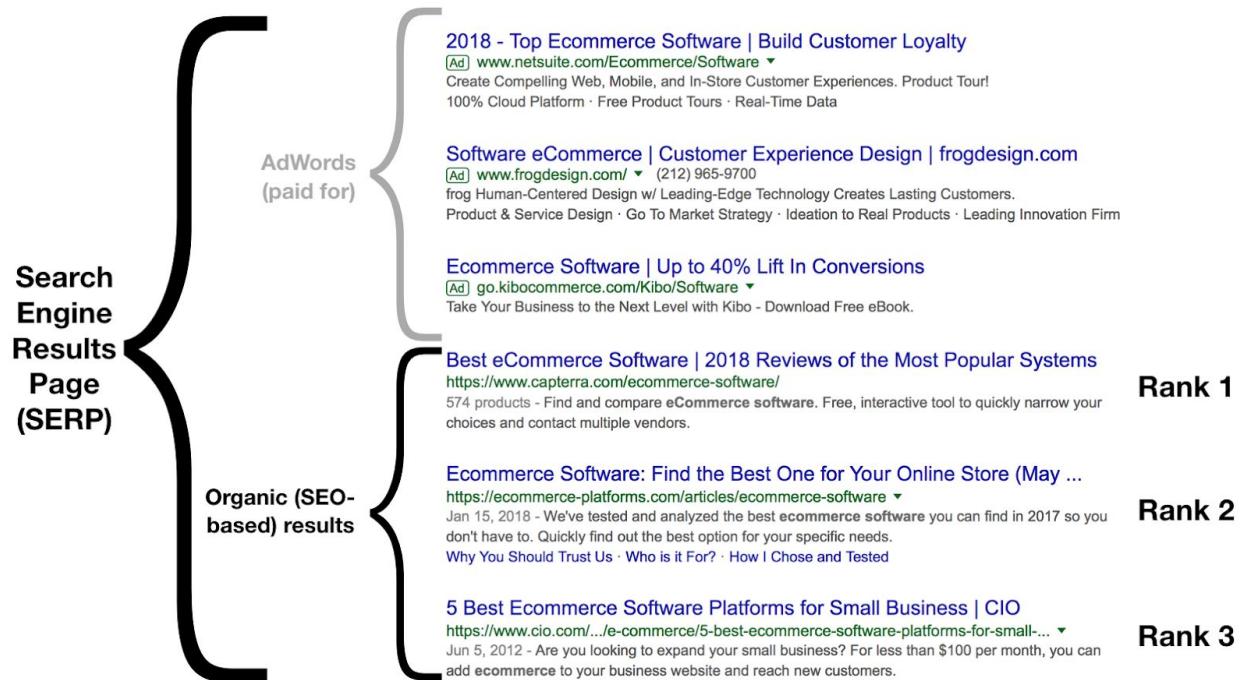 Search
Engine
Results
Page
(SERP)
AdWords
(paid for)
2018 - Top Ecommerce Software | Build Customer Loyalty
Ad www.netsuite.com/Ecommerce/Software
Create Compelling Web, Mobile, and In-Store Customer Experiences. Product Tour!
100% Cloud Platform · Free Product Tours · Real-Time Data
Software eCommerce | Customer Experience Design | frogdesign.com
Ad www.frogdesign.com/ (212) 965-9700
frog Human-Centered Design w/ Leading-Edge Technology Creates Lasting Customers.
Product & Service Design · Go To Market Strategy · Ideation to Real Products · Leading Innovation Firm
Ecommerce Software | Up to 40% Lift In Conversions
Ad go.kibocommerce.com/Kibo/Software
Take Your Business to the Next Level with Kibo - Download Free eBook.
Organic (SEO-
based) results
Best eCommerce Software | 2018 Reviews of the Most Popular Systems
https://www.capterra.com/ecommerce-software/
574 products - Find and compare eCommerce software. Free, interactive tool to quickly narrow your
choices and contact multiple vendors.
Rank 1
Ecommerce Software: Find the Best One for Your Online Store (May ...
https://ecommerce-platforms.com/articles/ecommerce-software
Jan 15, 2018 - We've tested and analyzed the best ecommerce software you can find in 2017 so you
don't have to. Quickly find out the best option for your specific needs.
Why You Should Trust Us · Who is it For? · How I Chose and Tested
Rank 2
5 Best Ecommerce Software Platforms for Small Business | CIO
https://www.cio.com/.../e-commerce/5-best-ecommerce-software-platforms-for-small-...
Jun 5, 2012 - Are you looking to expand your small business? For less than $100 per month, you can
add ecommerce to your business website and reach new customers.
Rank 3